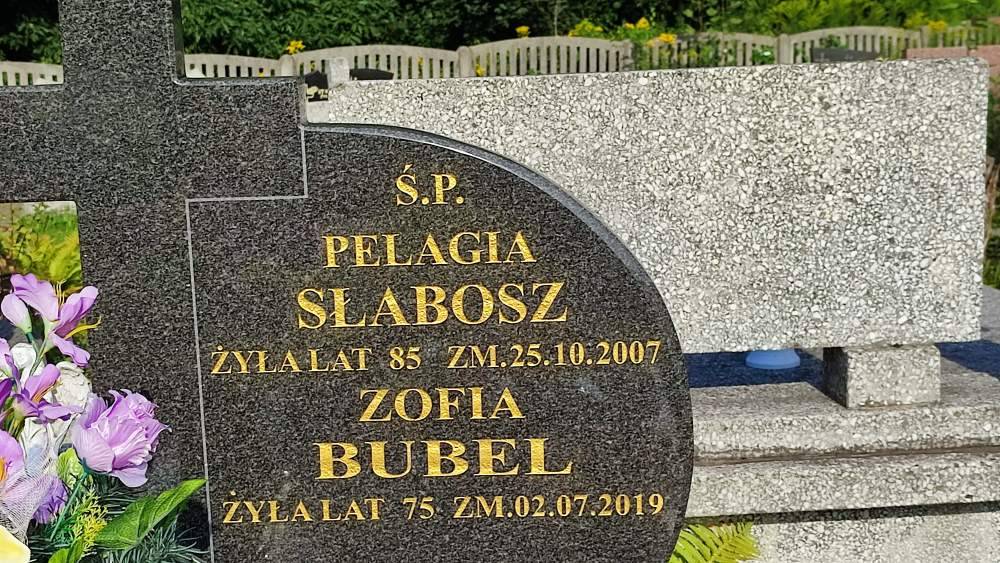 Ś.P.
PELAGIA
SŁABOSZ
ŻYŁA LAT 85 ZM.25.10.2007
ZOFIA
BUBEL
ŻYŁA LAT 75 ZM.02.07.2019